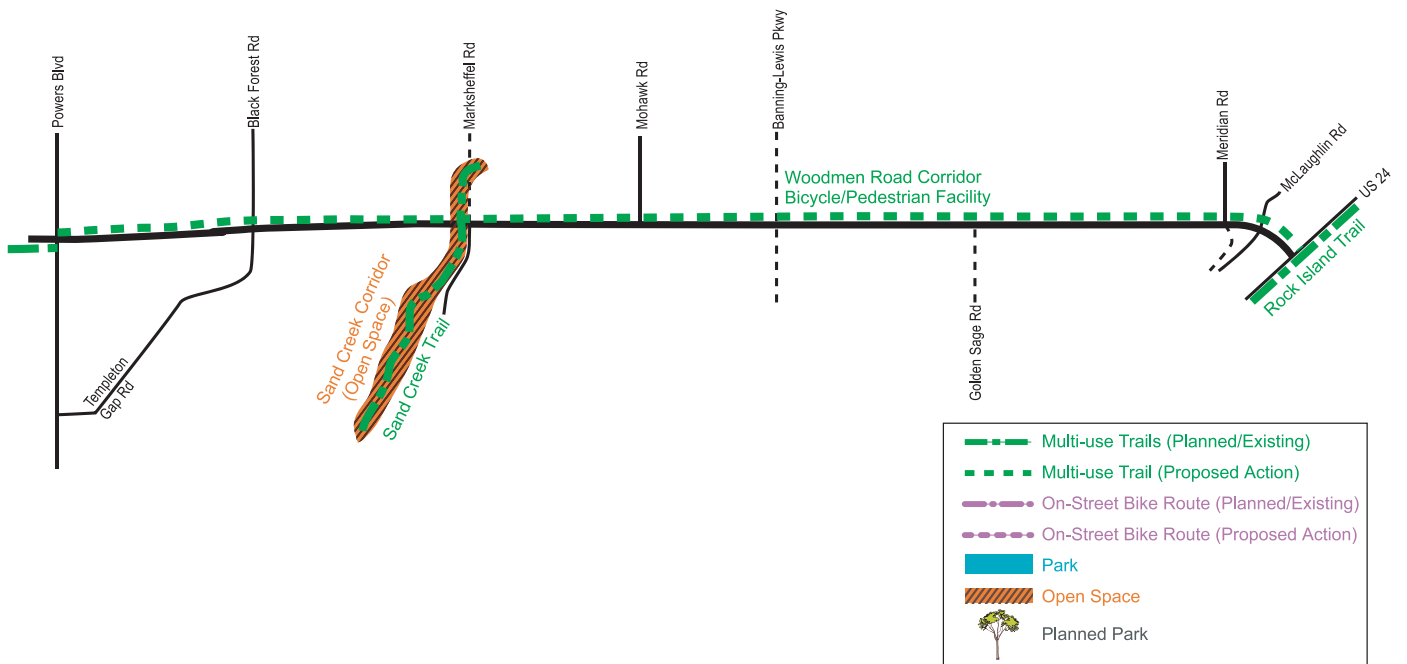 Powers Blvd
Black Forest Rd
Marksheffel Rd
Mohawk Rd
Banning-Lewis Pkwy
Meridian Rd
McLaughlin Rd
US 24
Woodmen Road Corridor
Bicycle/Pedestrian Facility
Rock Island Trail
Sand Creek Corridor
(Open Space)
Sand Creek Trail
Templeton
Gap Rd
Golden Sage Rd
Multi-use Trails (Planned/Existing)
Multi-use Trail (Proposed Action)
On-Street Bike Route (Planned/Existing)
On-Street Bike Route (Proposed Action)
Park
Open Space
Planned Park